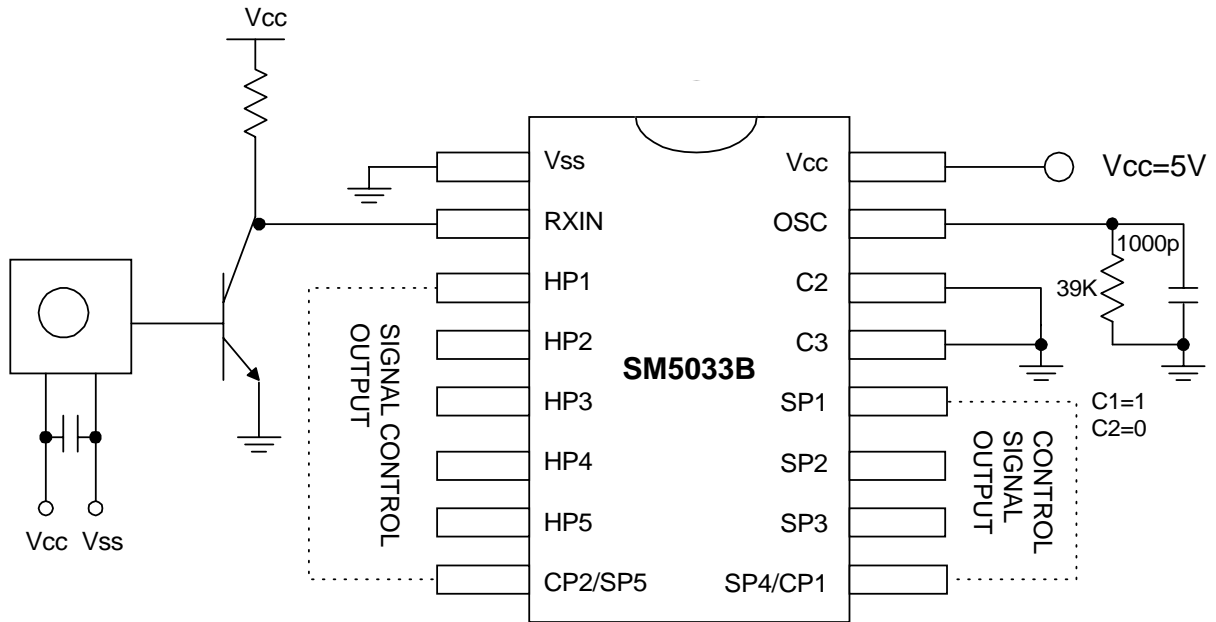 Vcc
Vss
Vcc
Vcc=5V
RXIN
OSC
HP1
C2
1000p
39K
HP2
C3
SM5033B
HP3
SP1
C1=1
C2=0
HP4
SP2
HP5
SP3
CP2/SP5
SP4/CP1
SIGNAL CONTROL
OUTPUT
CONTROL
SIGNAL
OUTPUT
Vcc
Vss